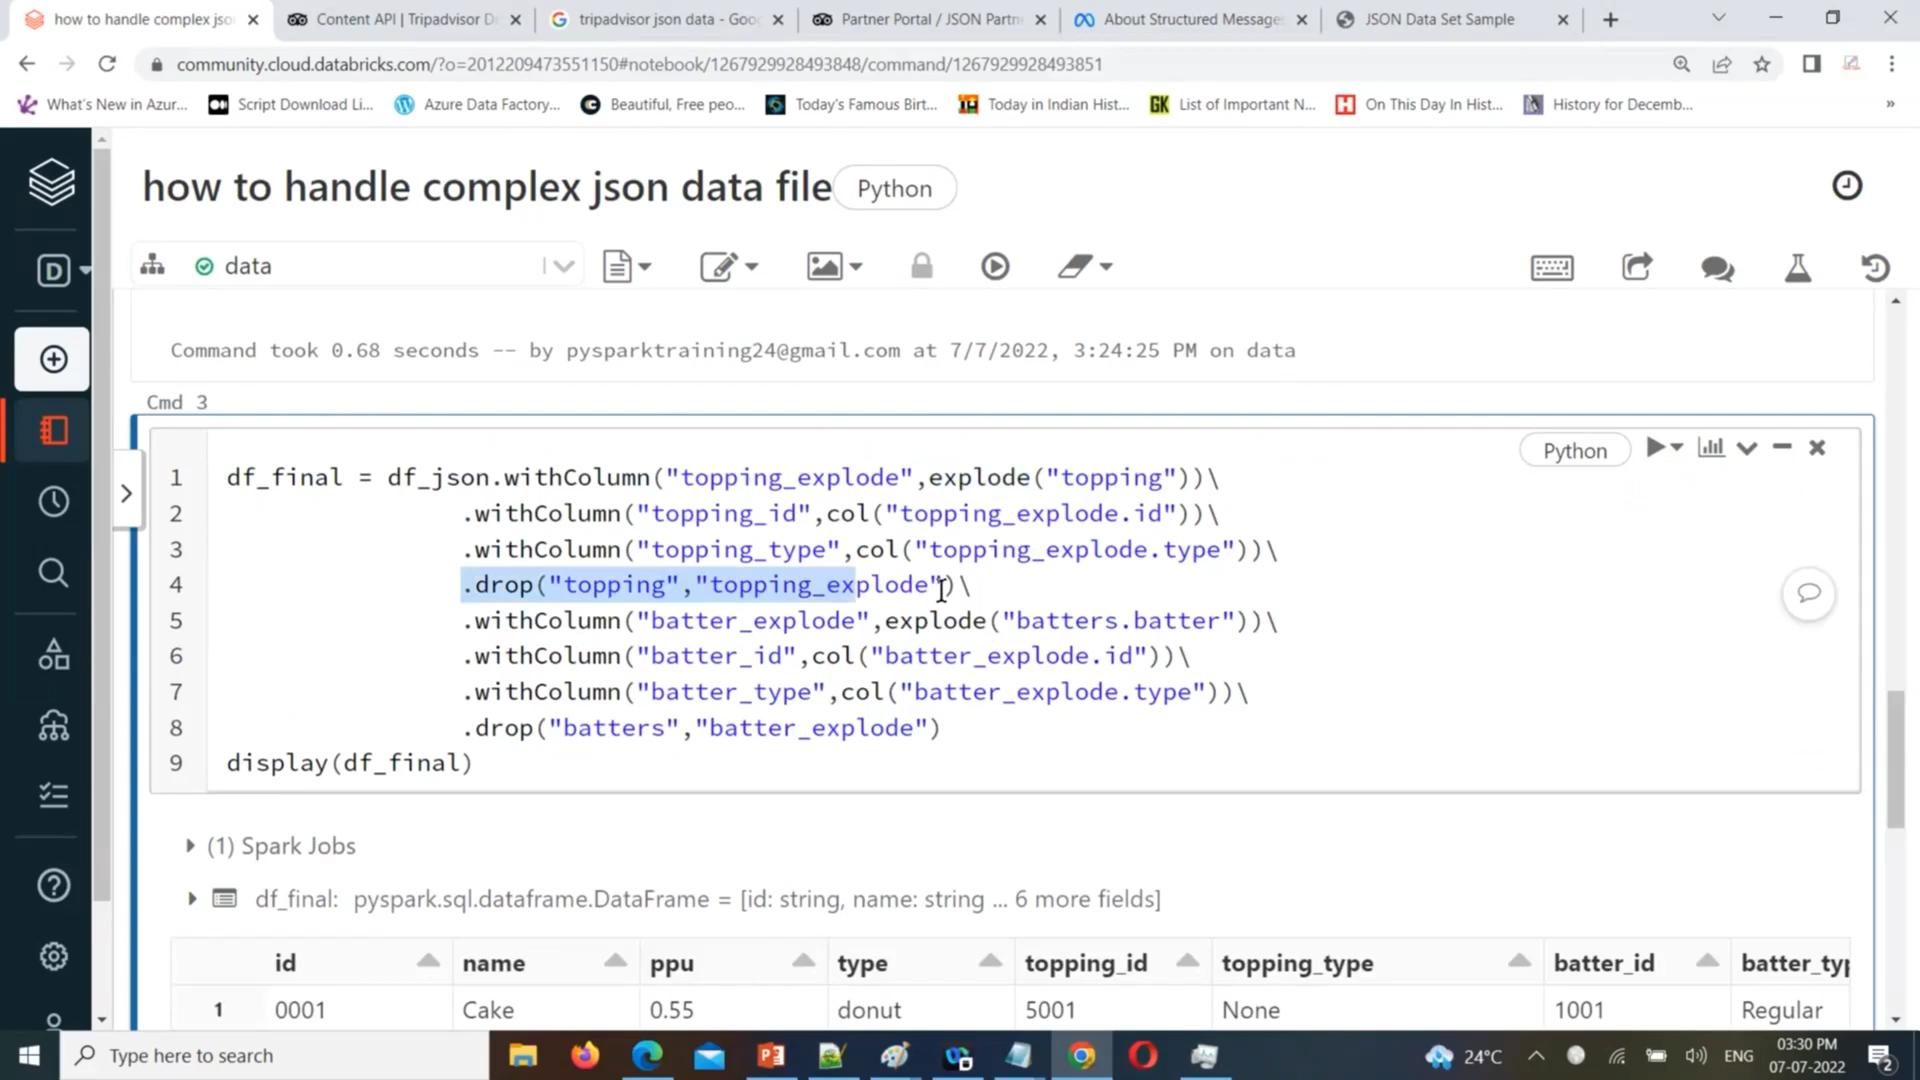 how to handle complex jso
Content API | Tripadvisor D
tripadvisor json data - Goo
Partner Portal / JSON Partn
About Structured Message
JSON Data Set Sample
community.cloud.databricks.com/?o=2012209473551150#notebook/1267929928493848/command/1267929928493851
What's New in Azur...
Script Download Li...
Azure Data Factory...
Beautiful, Free peo...
Today's Famous Birt...
Today in Indian Hist...
GK
List of Important N...
H
On This Day In Hist...
History for Decemb...
»
how to handle complex json data file
Python
D
data
Command took 0.68 seconds -- by pysparktraining24@gmail.com at 7/7/2022, 3:24:25 PM on data
Cmd 3
Python
1 df_final = df_json.withColumn("topping_explode",explode("topping"))\
2 .withColumn("topping_id",col("topping_explode.id"))\
3 .withColumn("topping_type",col("topping_explode.type"))\
4 .drop("topping","topping_explode")\
5 .withColumn("batter_explode",explode("batters.batter"))\
6 .withColumn("batter_id",col("batter_explode.id"))\
7 .withColumn("batter_type",col("batter_explode.type"))\
8 .drop("batters","batter_explode")
9 display(df_final)
(1) Spark Jobs
df_final: pyspark.sql.dataframe.DataFrame = [id: string, name: string ... 6 more fields]
id name ppu type topping_id topping_type batter_id batter_typ
1 0001 Cake 0.55 donut 5001 None 1001 Regular
Type here to search
24°C
ENG
03:30 PM
07-07-2022
2